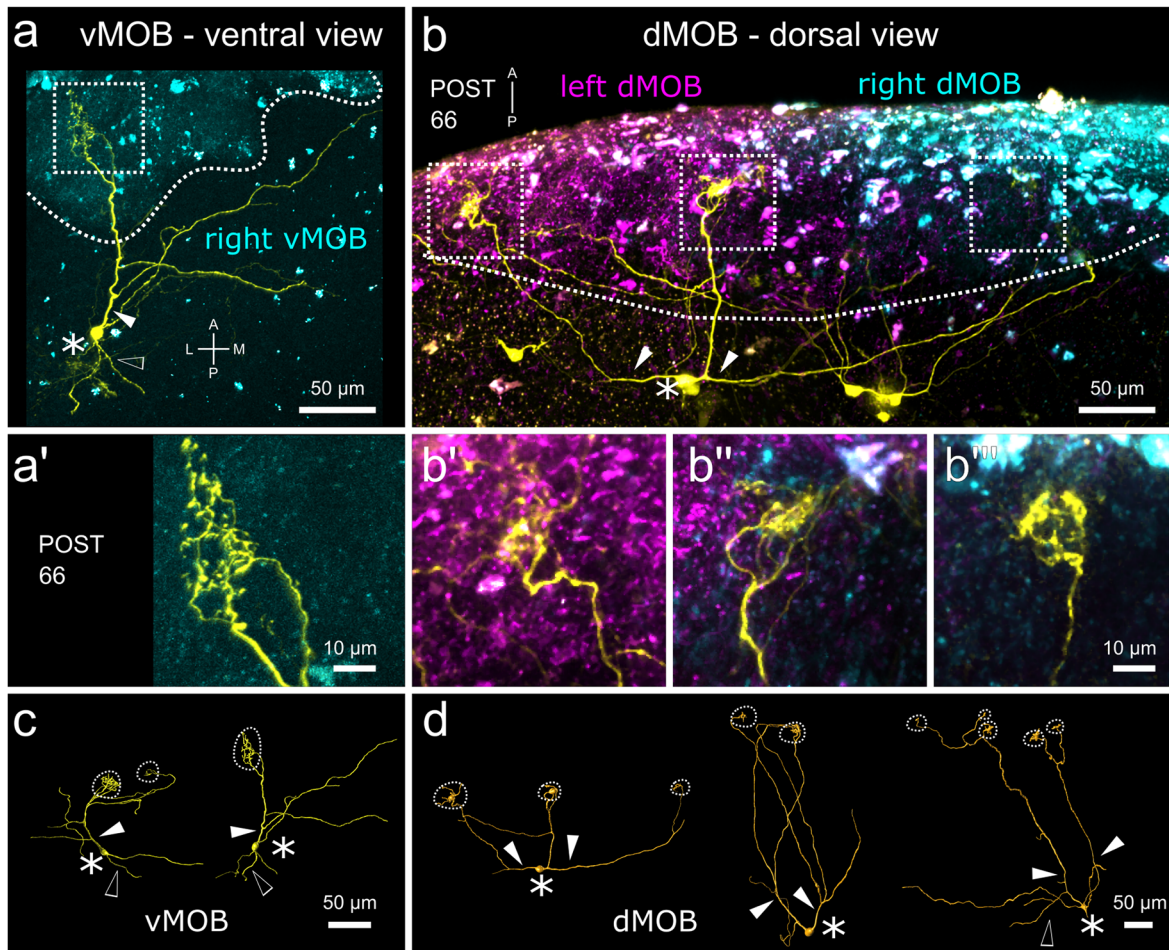 a vMOB - ventral view
right vMOB
A
L M
P
50 µm
*
b dMOB - dorsal view
POST
66
A
P
left dMOB
right dMOB
50 µm
*
a'
POST
66
10 µm
b'
b''
b'''
10 µm
c
*
*
vMOB
50 µm
d
*
*
*
dMOB
50 µm